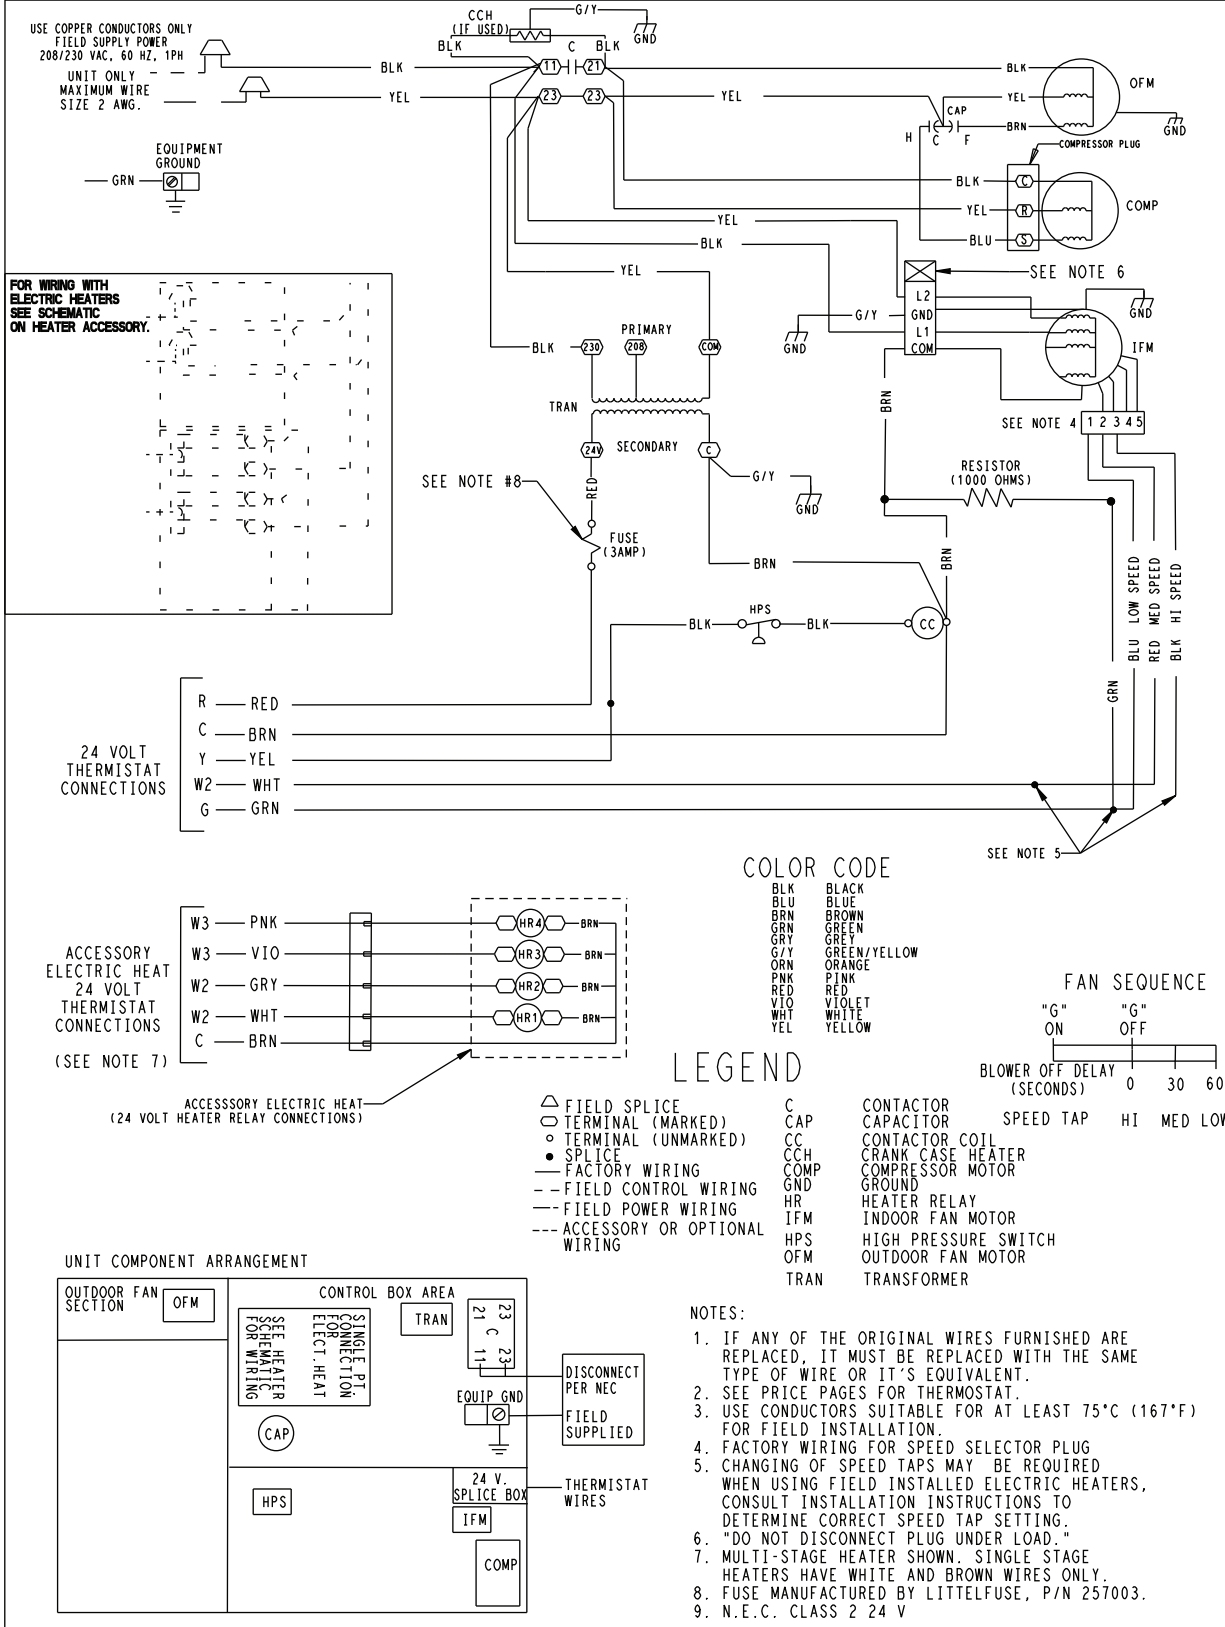 USE COPPER CONDUCTORS ONLY
FIELD SUPPLY POWER
208/230 VAC, 60 HZ, 1PH
UNIT ONLY
MAXIMUM WIRE
SIZE 2 AWG.
BLK
YEL
CCH
(IF USED)
G/Y
GND
BLK
C
BLK
11
21
23
23
YEL
BLK
YEL
BRN
OFM
GND
H
C
F
CAP
COMPRESSOR PLUG
BLK
C
YEL
R
BLU
S
COMP
EQUIPMENT
GROUND
GRN
YEL
BLK
YEL
SEE NOTE 6
L2
GND
L1
COM
G/Y
GND
GND
IFM
FOR WIRING WITH
ELECTRIC HEATERS
SEE SCHEMATIC
ON HEATER ACCESSORY.
PRIMARY
BLK
230
208
COM
TRAN
24V
SECONDARY
C
BRN
SEE NOTE 4
1 2 3 4 5
SEE NOTE #8
RED
G/Y
GND
RESISTOR
(1000 OHMS)
FUSE
(3AMP)
BRN
BRN
BLK
HPS
BLK
CC
GRN
BLU LOW SPEED
RED MED SPEED
BLK HI SPEED
24 VOLT
THERMISTAT
CONNECTIONS
R RED
C BRN
Y YEL
W2 WHT
G GRN
SEE NOTE 5
ACCESSORY
ELECTRIC HEAT
24 VOLT
THERMISTAT
CONNECTIONS
(SEE NOTE 7)
W3 PNK
W3 VIO
W2 GRY
W2 WHT
C BRN
HR4 BRN
HR3 BRN
HR2 BRN
HR1 BRN
ACCESSSORY ELECTRIC HEAT
(24 VOLT HEATER RELAY CONNECTIONS)
COLOR CODE
BLK BLACK
BLU BLUE
BRN BROWN
GRN GREEN
GRY GREY
G/Y GREEN/YELLOW
ORN ORANGE
PNK PINK
RED RED
VIO VIOLET
WHT WHITE
YEL YELLOW
FAN SEQUENCE
"G" "G"
ON OFF
BLOWER OFF DELAY
(SECONDS)
0 30 60
SPEED TAP HI MED LOW
LEGEND
FIELD SPLICE
TERMINAL (MARKED)
TERMINAL (UNMARKED)
SPLICE
FACTORY WIRING
FIELD CONTROL WIRING
FIELD POWER WIRING
ACCESSORY OR OPTIONAL
WIRING
C CONTACTOR
CAP CAPACITOR
CC CONTACTOR COIL
CCH CRANK CASE HEATER
COMP COMPRESSOR MOTOR
GND GROUND
HR HEATER RELAY
IFM INDOOR FAN MOTOR
HPS HIGH PRESSURE SWITCH
OFM OUTDOOR FAN MOTOR
TRAN TRANSFORMER
UNIT COMPONENT ARRANGEMENT
OUTDOOR FAN
SECTION
OFM
CONTROL BOX AREA
SINGLE PT.
CONNECTION
FOR
ELECT.HEAT
SEE HEATER
SCHEMATIC
FOR WIRING
TRAN
23
21
C
23
11
CAP
EQUIP GND
DISCONNECT
PER NEC
FIELD
SUPPLIED
HPS
24 V.
SPLICE BOX
THERMISTAT
WIRES
IFM
COMP
NOTES:
1. IF ANY OF THE ORIGINAL WIRES FURNISHED ARE
REPLACED, IT MUST BE REPLACED WITH THE SAME
TYPE OF WIRE OR IT'S EQUIVALENT.
2. SEE PRICE PAGES FOR THERMOSTAT.
3. USE CONDUCTORS SUITABLE FOR AT LEAST 75°C (167°F)
FOR FIELD INSTALLATION.
4. FACTORY WIRING FOR SPEED SELECTOR PLUG
5. CHANGING OF SPEED TAPS MAY BE REQUIRED
WHEN USING FIELD INSTALLED ELECTRIC HEATERS,
CONSULT INSTALLATION INSTRUCTIONS TO
DETERMINE CORRECT SPEED TAP SETTING.
6. "DO NOT DISCONNECT PLUG UNDER LOAD."
7. MULTI-STAGE HEATER SHOWN. SINGLE STAGE
HEATERS HAVE WHITE AND BROWN WIRES ONLY.
8. FUSE MANUFACTURED BY LITTELFUSE, P/N 257003.
9. N.E.C. CLASS 2 24 V